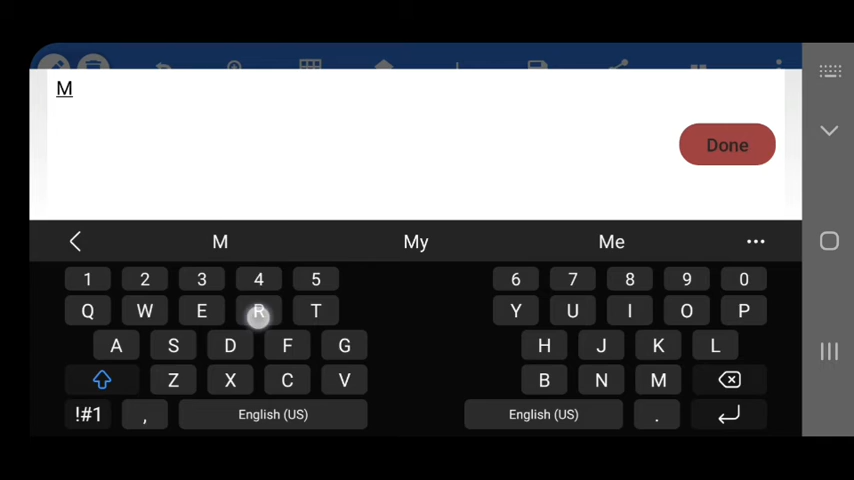 M
Done
M My Me
1 2 3 4 5 6 7 8 9 0
Q W E R T Y U I O P
A S D F G H J K L
Z X C V B N M
!#1 , English (US) English (US) .